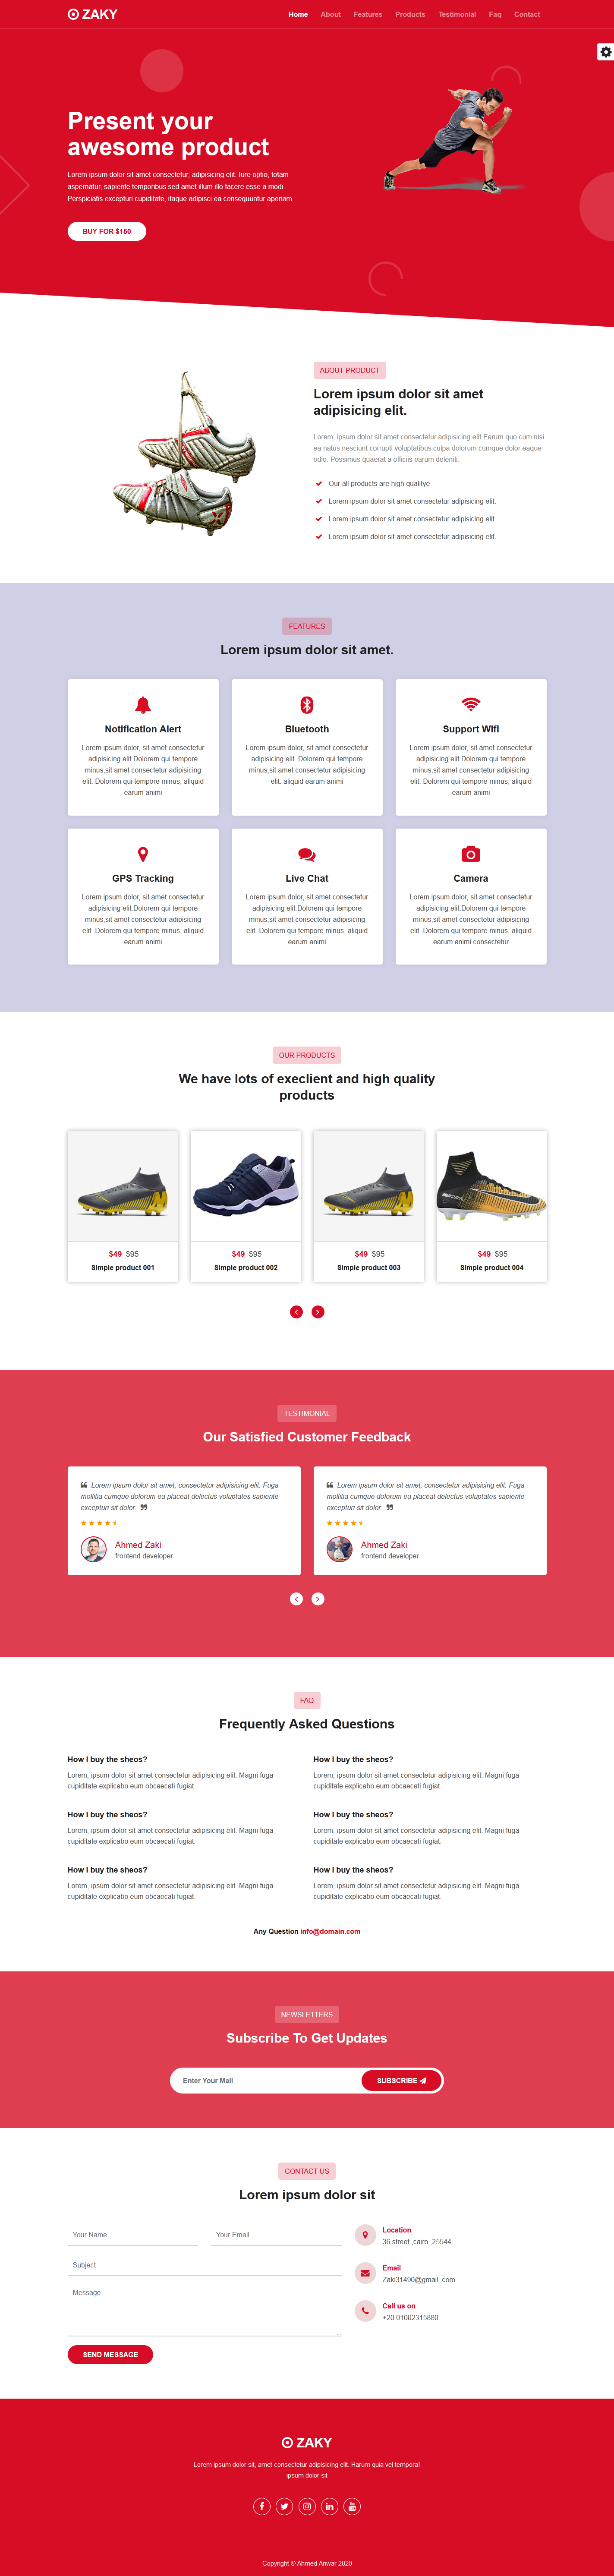 ZAKY
Home About Features Products Testimonial Faq Contact
Present your
awesome product
Lorem ipsum dolor sit amet consectetur, adipisicing elit. Iure optio, totam
aspernatur, sapiente temporibus sed amet illum illo facere esse a modi.
Perspiciatis excepturi cupiditate, itaque adipisci ea consequuntur aperiam.
BUY FOR $150
ABOUT PRODUCT
Lorem ipsum dolor sit amet
adipisicing elit.
Lorem, ipsum dolor sit amet consectetur adipisicing elit Earum quo cum nisi
ea natus nesciunt corrupti voluptatibus culpa dolorum cumque dolor eaque
odio. Possimus quaerat a officiis earum deleniti.
Our all products are high qualitye
Lorem ipsum dolor sit amet consectetur adipisicing elit.
Lorem ipsum dolor sit amet consectetur adipisicing elit.
Lorem ipsum dolor sit amet consectetur adipisicing elit.
FEATURES
Lorem ipsum dolor sit amet.
Notification Alert
Lorem ipsum dolor, sit amet consectetur
adipisicing elit.Dolorem qui tempore
minus,sit amet consectetur adipisicing
elit. Dolorem qui tempore minus, aliquid
earum animi
Bluetooth
Lorem ipsum dolor, sit amet consectetur
adipisicing elit. Dolorem qui tempore
minus,sit amet consectetur adipisicing
elit. aliquid earum animi
Support Wifi
Lorem ipsum dolor, sit amet consectetur
adipisicing elit.Dolorem qui tempore
minus,sit amet consectetur adipisicing
elit. Dolorem qui tempore minus, aliquid
earum animi
GPS Tracking
Lorem ipsum dolor, sit amet consectetur
adipisicing elit.Dolorem qui tempore
minus,sit amet consectetur adipisicing
elit. Dolorem qui tempore minus, aliquid
earum animi
Live Chat
Lorem ipsum dolor, sit amet consectetur
adipisicing elit.Dolorem qui tempore
minus,sit amet consectetur adipisicing
elit. Dolorem qui tempore minus, aliquid
earum animi
Camera
Lorem ipsum dolor, sit amet consectetur
adipisicing elit.Dolorem qui tempore
minus,sit amet consectetur adipisicing
elit. Dolorem qui tempore minus, aliquid
earum animi consectetur
OUR PRODUCTS
We have lots of execlient and high quality
products
$49 $95
Simple product 001
$49 $95
Simple product 002
$49 $95
Simple product 003
$49 $95
Simple product 004
TESTIMONIAL
Our Satisfied Customer Feedback
Lorem ipsum dolor sit amet, consectetur adipisicing elit. Fuga
mollitia cumque dolorum ea placeat delectus voluptates sapiente
excepturi sit dolor.
Ahmed Zaki
frontend developer
Lorem ipsum dolor sit amet, consectetur adipisicing elit. Fuga
mollitia cumque dolorum ea placeat delectus voluptates sapiente
excepturi sit dolor.
Ahmed Zaki
frontend developer
FAQ
Frequently Asked Questions
How I buy the sheos?
Lorem, ipsum dolor sit amet consectetur adipisicing elit. Magni fuga
cupiditate explicabo eum obcaecati fugiat.
How I buy the sheos?
Lorem, ipsum dolor sit amet consectetur adipisicing elit. Magni fuga
cupiditate explicabo eum obcaecati fugiat.
How I buy the sheos?
Lorem, ipsum dolor sit amet consectetur adipisicing elit. Magni fuga
cupiditate explicabo eum obcaecati fugiat.
How I buy the sheos?
Lorem, ipsum dolor sit amet consectetur adipisicing elit. Magni fuga
cupiditate explicabo eum obcaecati fugiat.
How I buy the sheos?
Lorem, ipsum dolor sit amet consectetur adipisicing elit. Magni fuga
cupiditate explicabo eum obcaecati fugiat.
How I buy the sheos?
Lorem, ipsum dolor sit amet consectetur adipisicing elit. Magni fuga
cupiditate explicabo eum obcaecati fugiat.
Any Question info@domain.com
NEWSLETTERS
Subscribe To Get Updates
Enter Your Mail
SUBSCRIBE
CONTACT US
Lorem ipsum dolor sit
Your Name
Your Email
Subject
Message
SEND MESSAGE
Location
36.street ,cairo ,25544
Email
Zaki31490@gmail .com
Call us on
+20 01002315880
ZAKY
Lorem ipsum dolor sit, amet consectetur adipisicing elit. Harum quia vel tempora!
ipsum dolor sit
Copyright © Ahmed Anwar 2020